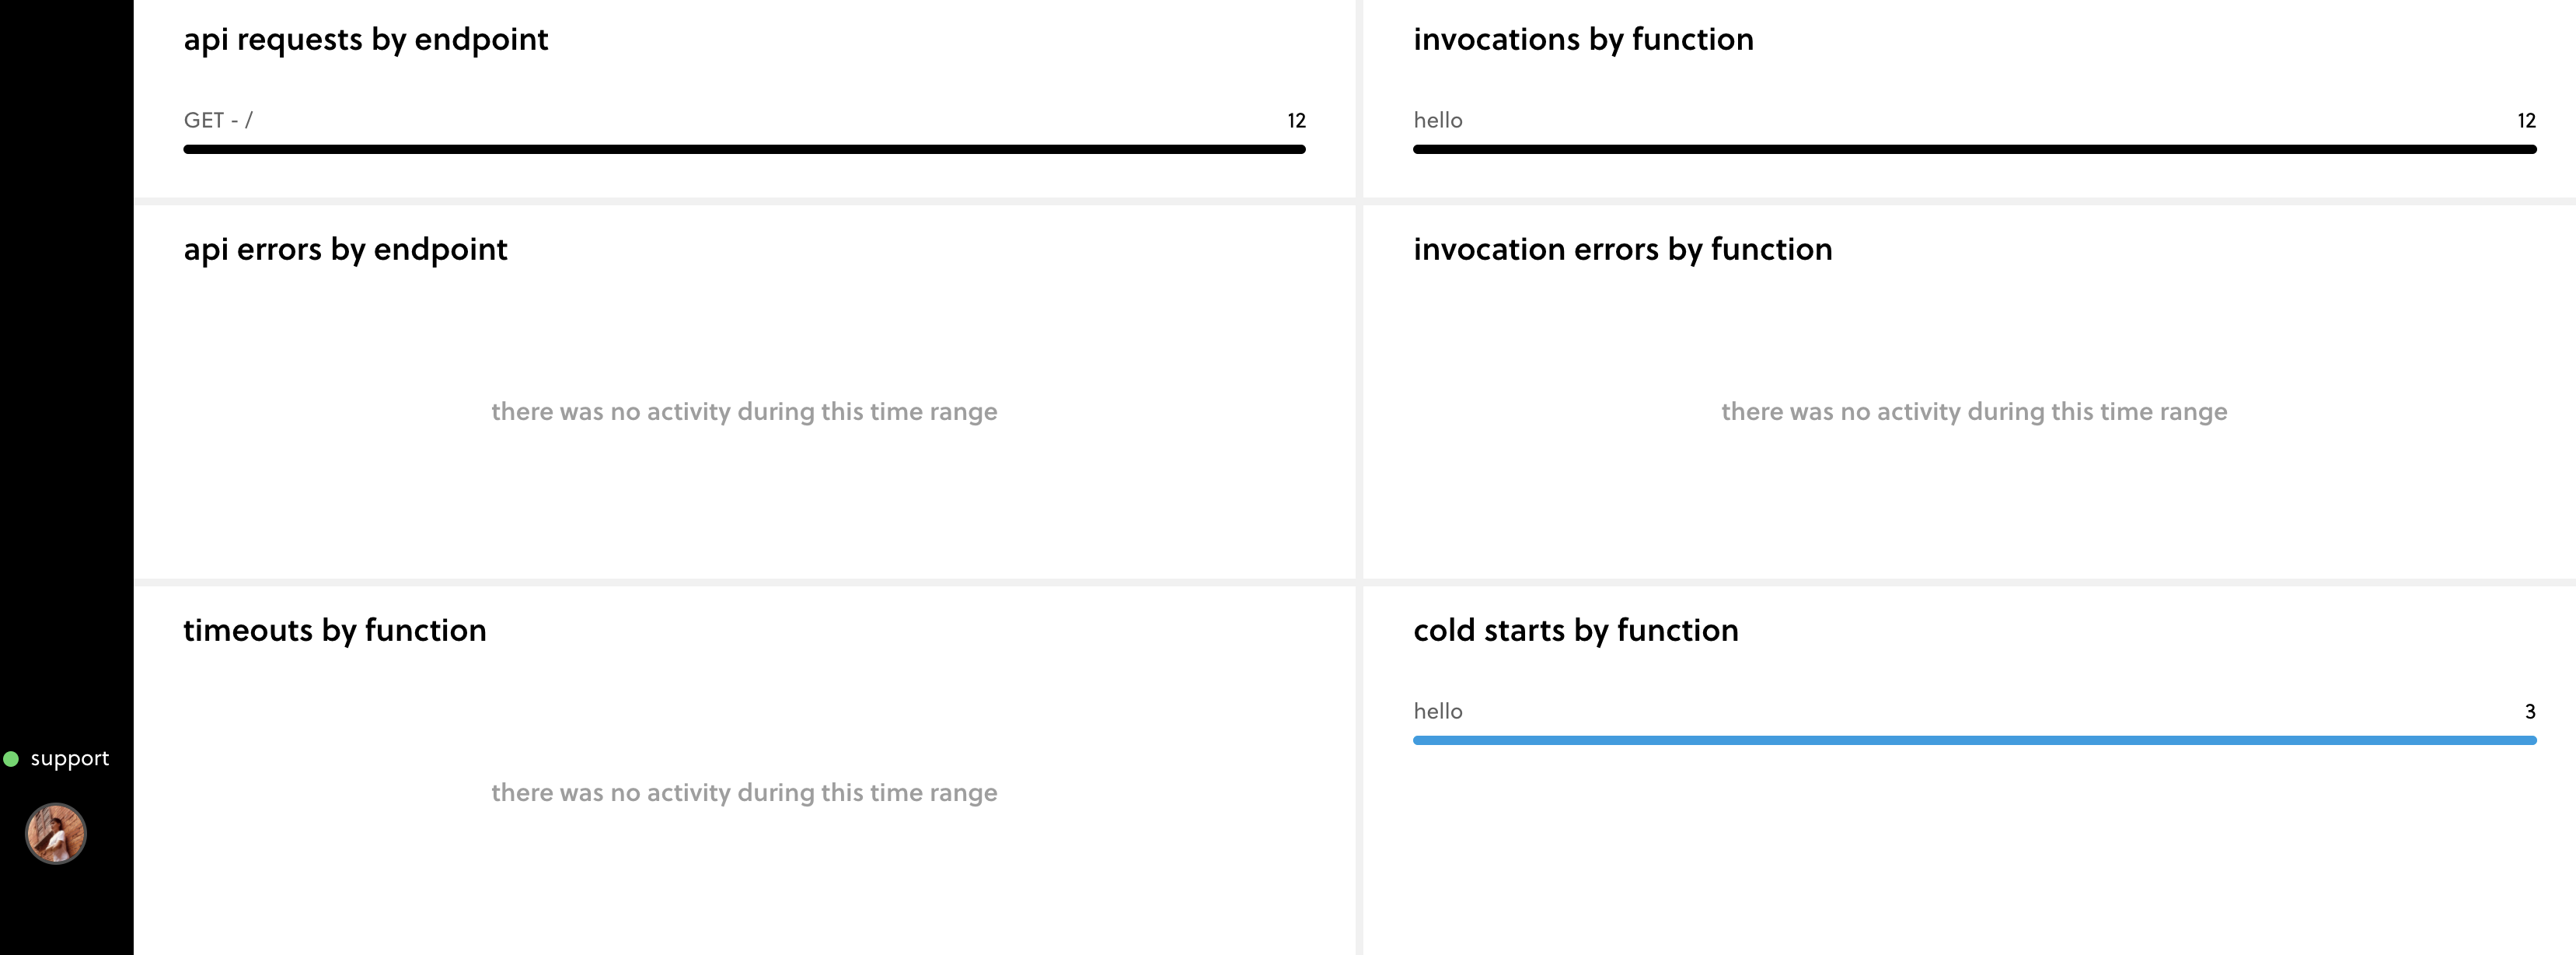 api requests by endpoint
GET - / 12
invocations by function
hello 12
api errors by endpoint
there was no activity during this time range
invocation errors by function
there was no activity during this time range
timeouts by function
there was no activity during this time range
cold starts by function
hello 3
support